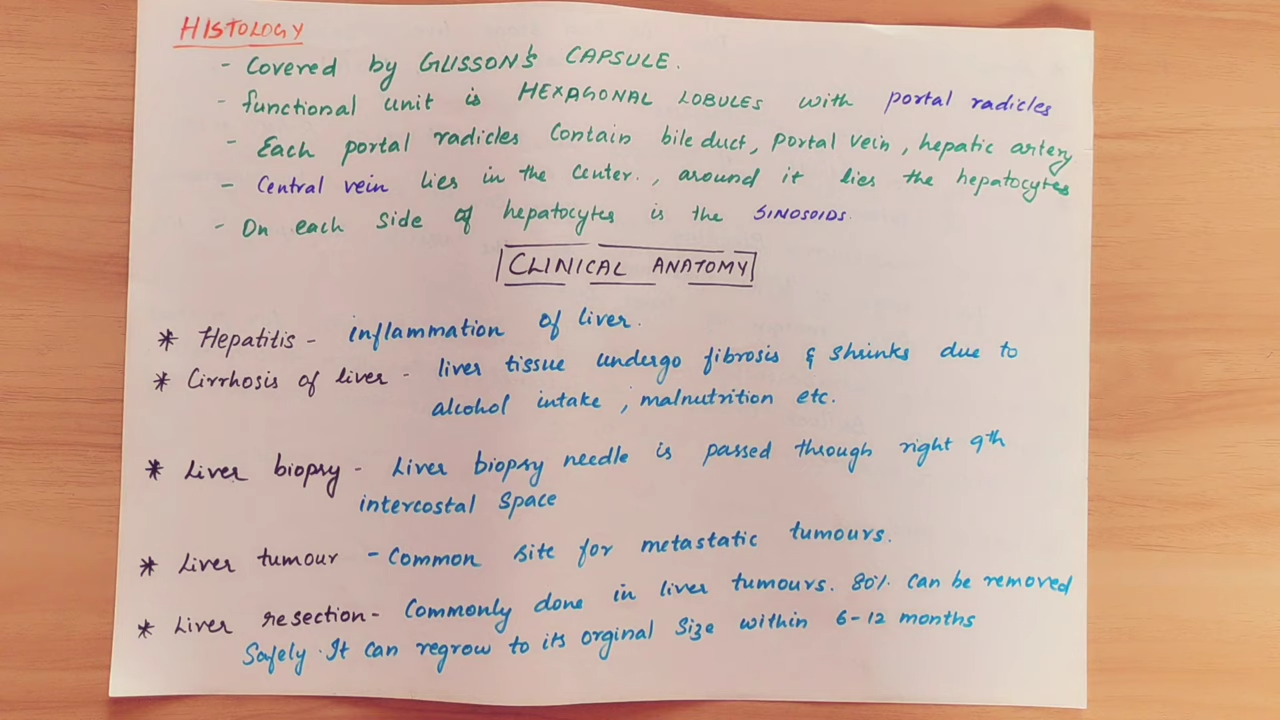 HISTOLOGY
- Covered by GLISSON's CAPSULE.
- functional unit is HEXAGONAL LOBULES with portal radicles
- Each portal radicles contain bile duct, portal vein, hepatic artery
- Central vein lies in the center., around it lies the hepatocytes
- On each side of hepatocytes is the SINOSOIDS.
CLINICAL ANATOMY
* Hepatitis - inflammation of liver.
* Cirrhosis of liver - liver tissue undergo fibrosis & shrinks due to
alcohol intake, malnutrition etc.
* Liver biopsy - Liver biopsy needle is passed through right 9th
intercostal space
* Liver tumour - Common site for metastatic tumours.
* Liver resection - Commonly done in liver tumours. 80% can be removed
safely. It can regrow to its orginal size within 6-12 months